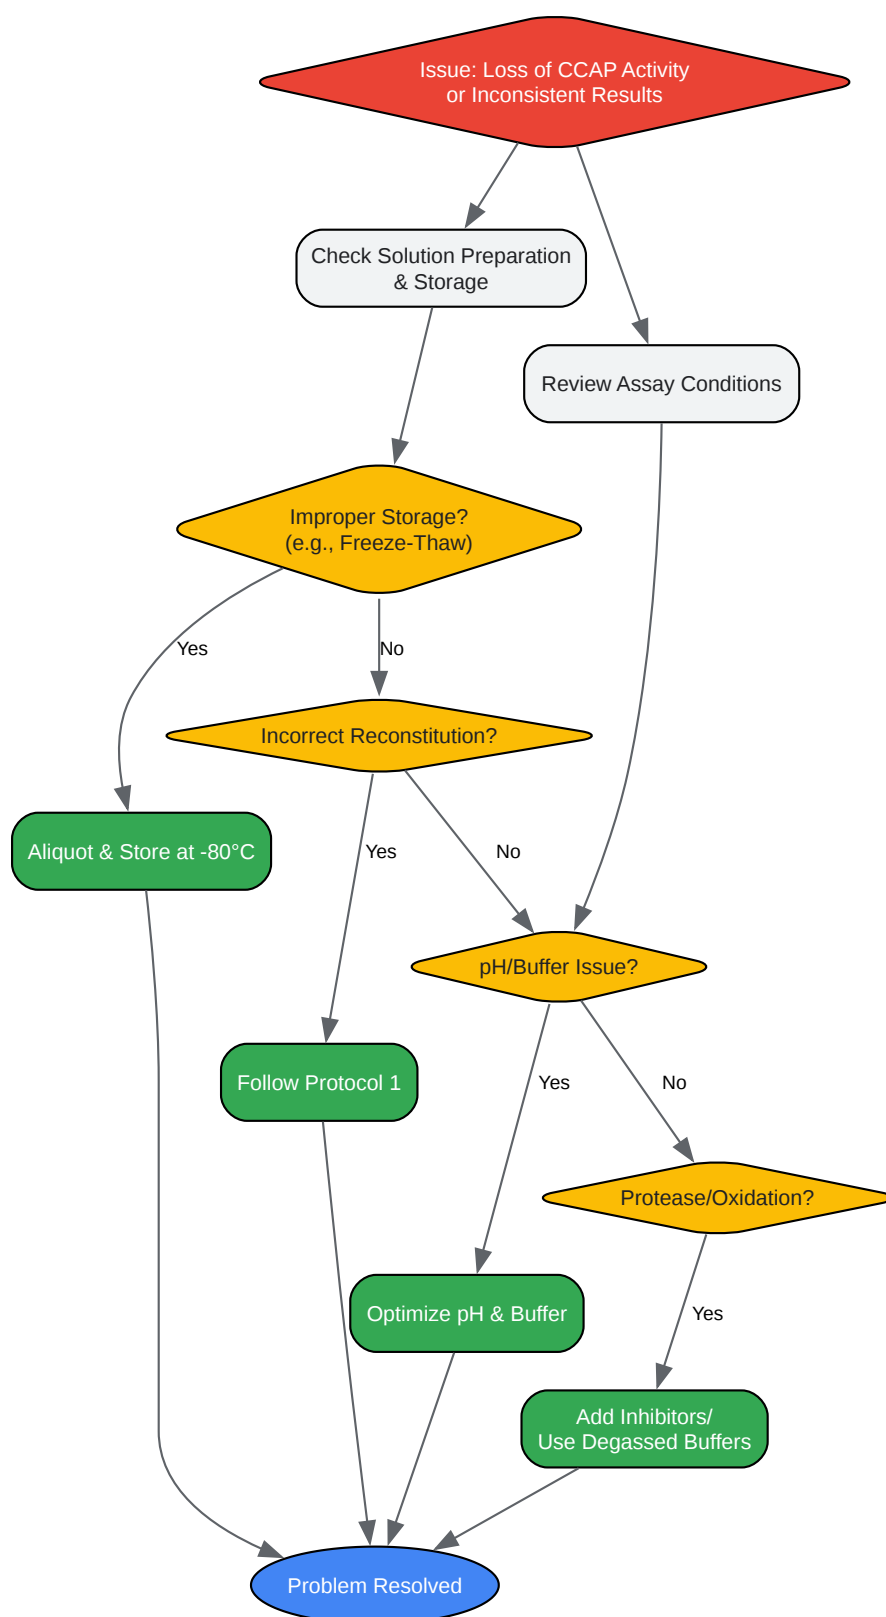 Issue: Loss of CCAP Activity
or Inconsistent Results
Check Solution Preparation
& Storage
Review Assay Conditions
Improper Storage?
(e.g., Freeze-Thaw)
Yes
No
Incorrect Reconstitution?
Aliquot & Store at -80°C
Yes
No
pH/Buffer Issue?
Follow Protocol 1
Yes
No
Protease/Oxidation?
Optimize pH & Buffer
Yes
Add Inhibitors/
Use Degassed Buffers
Problem Resolved